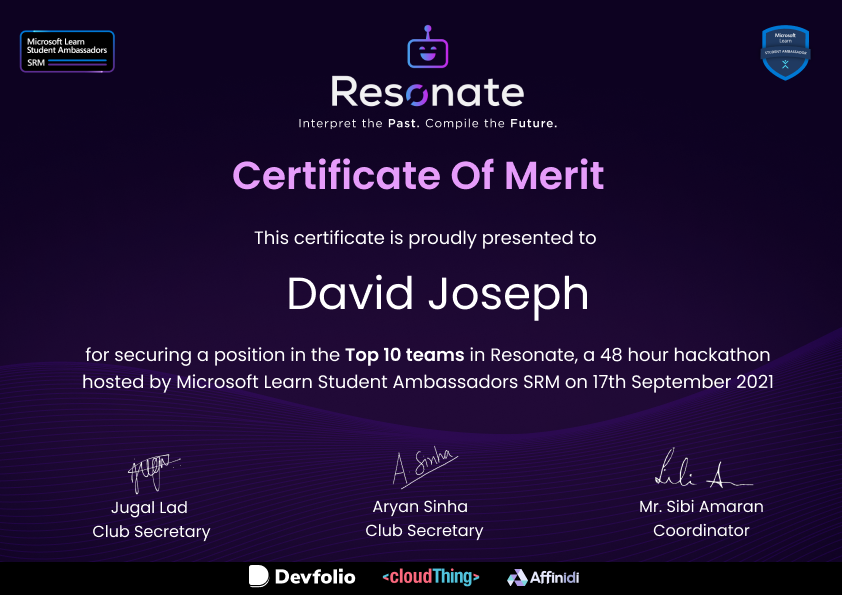 Microsoft Learn
Student Ambassadors
SRM
Microsoft
Learn
STUDENT AMBASSADOR
Resonate
Interpret the Past. Compile the Future.
Certificate Of Merit
This certificate is proudly presented to
David Joseph
for securing a position in the Top 10 teams in Resonate, a 48 hour hackathon
hosted by Microsoft Learn Student Ambassadors SRM on 17th September 2021
A Sinha
Jugal Lad
Club Secretary
Aryan Sinha
Club Secretary
Mr. Sibi Amaran
Coordinator
Devfolio
<cloudThing>
Affinidi